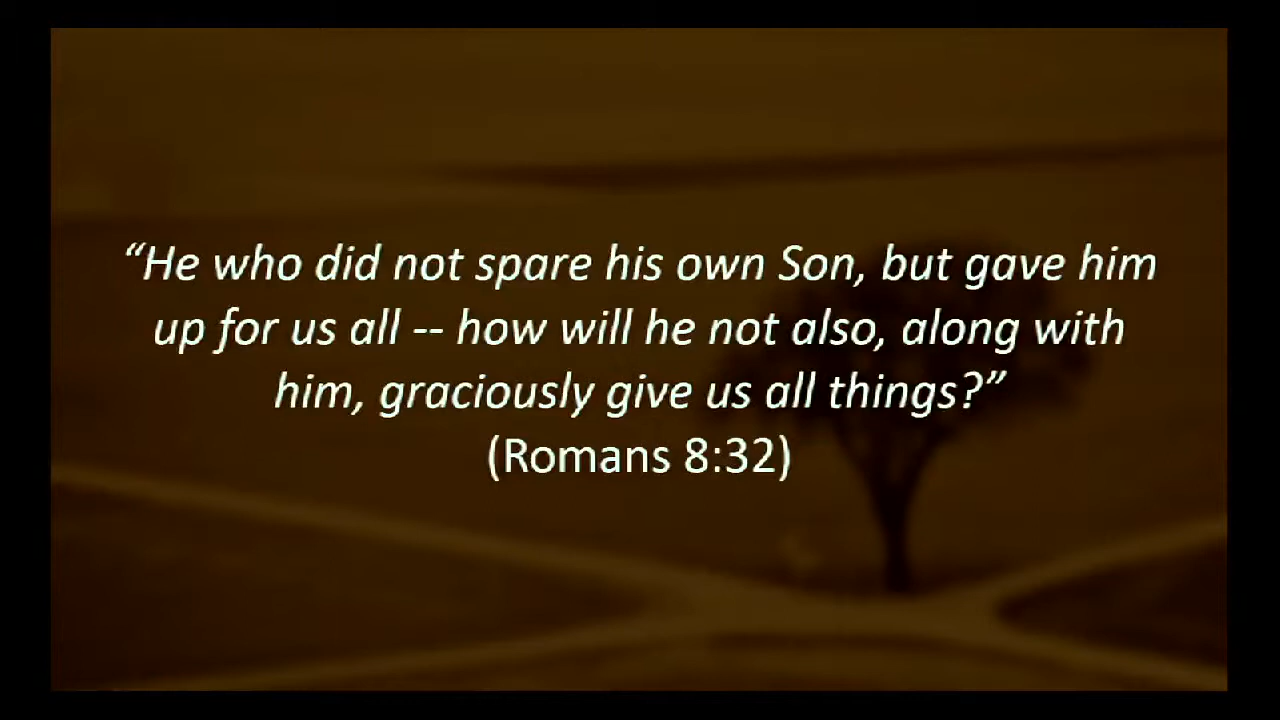 “He who did not spare his own Son, but gave him
up for us all -- how will he not also, along with
him, graciously give us all things?”
(Romans 8:32)